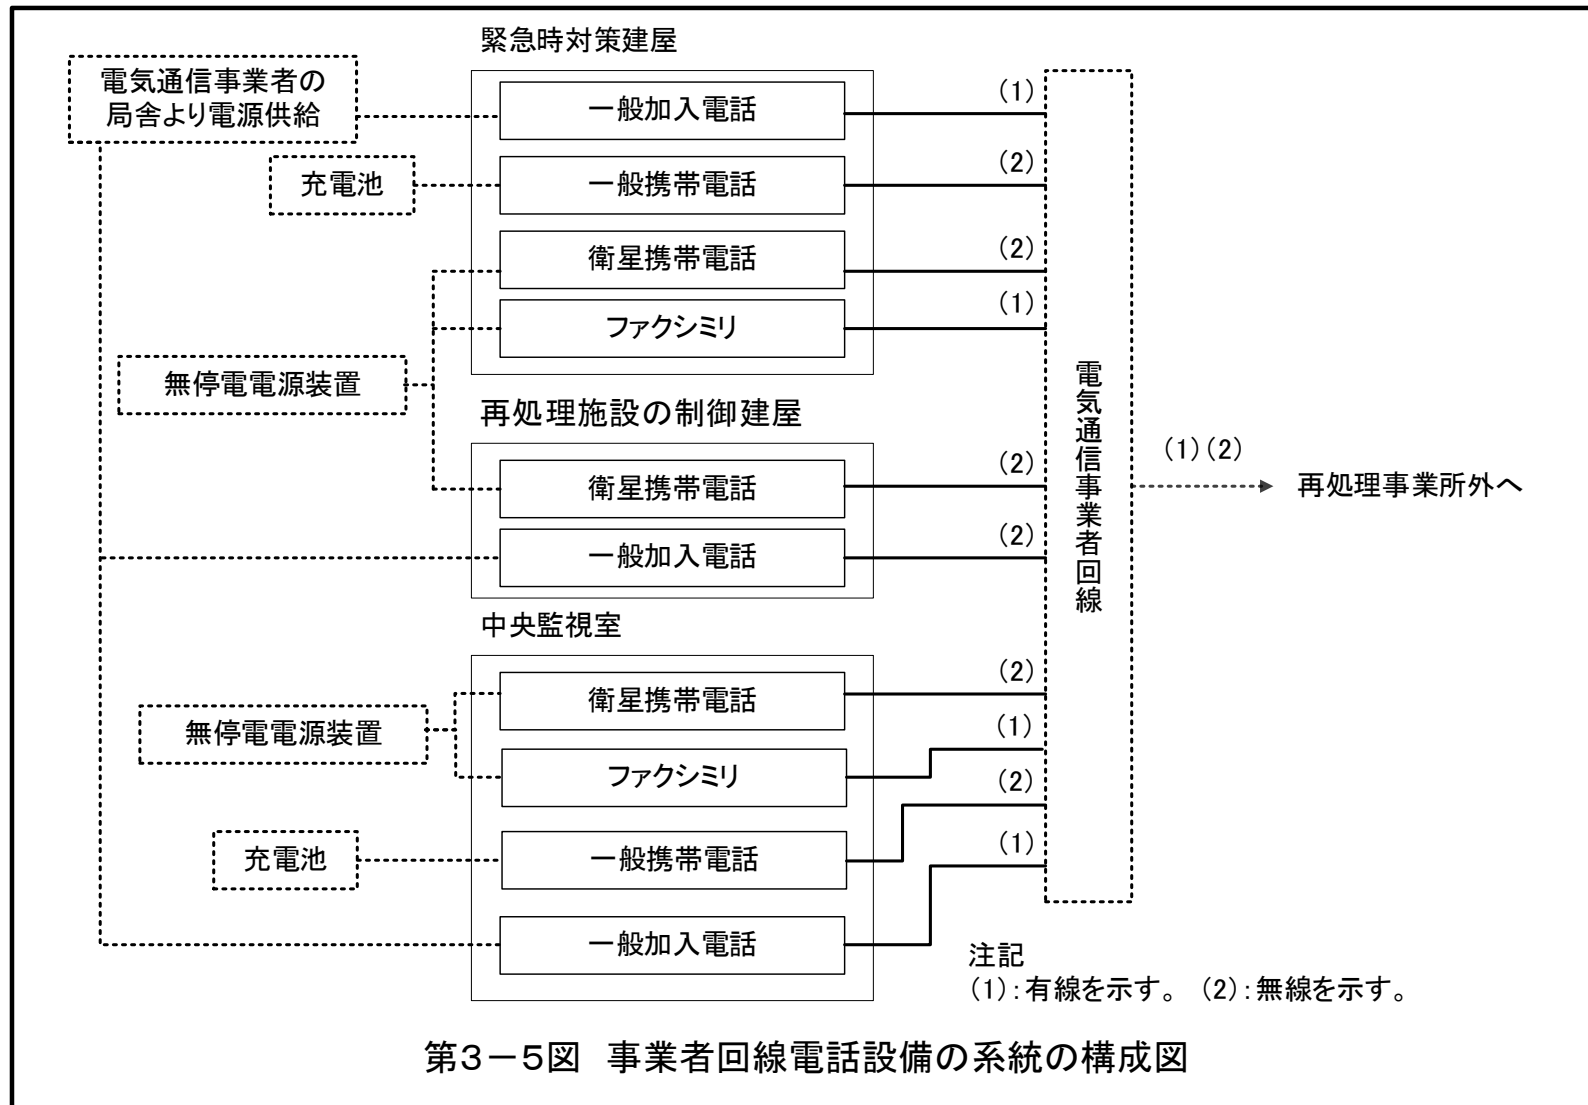 緊急時対策建屋
電気通信事業者の
局舎より電源供給
一般加入電話
(1)
充電池
一般携帯電話
(2)
衛星携帯電話
(2)
ファクシミリ
(1)
無停電電源装置
再処理施設の制御建屋
衛星携帯電話
(2)
一般加入電話
(2)
電気通信事業者回線
(1)(2)
再処理事業所外へ
中央監視室
無停電電源装置
衛星携帯電話
(2)
ファクシミリ
(1)
充電池
一般携帯電話
(2)
一般加入電話
(1)
注記
(1):有線を示す。 (2):無線を示す。
第3-5図 事業者回線電話設備の系統の構成図